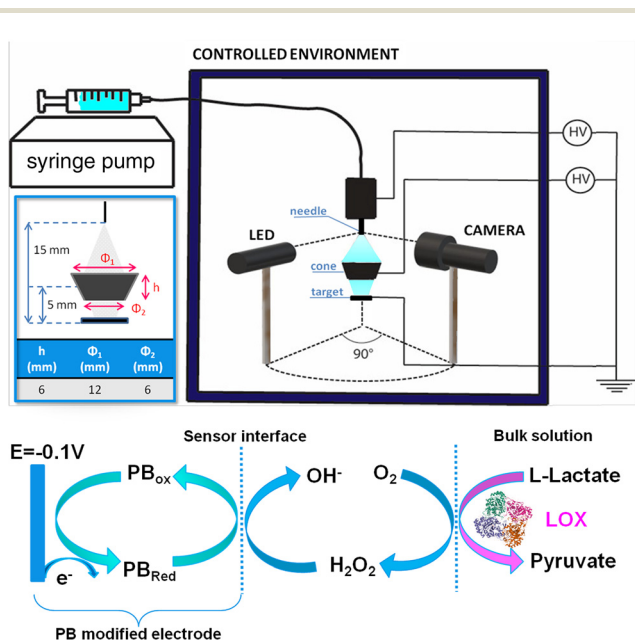 CONTROLLED ENVIRONMENT
syringe pump
HV
HV
needle
LED
CAMERA
cone
target
90°
15 mm
Φ1
h
5 mm
Φ2
h (mm) Φ1 (mm) Φ2 (mm)
6 12 6
Sensor interface
Bulk solution
E=-0.1V
PBox
OH-
O2
L-Lactate
LOX
e-
PBRed
H2O2
Pyruvate
PB modified electrode